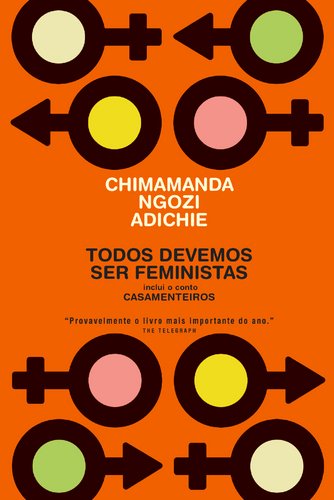 CHIMAMANDA
NGOZI
ADICHIE
TODOS DEVEMOS
SER FEMINISTAS
inclui o conto
CASAMENTEIROS
“Provavelmente o livro mais importante do ano.”
THE TELEGRAPH